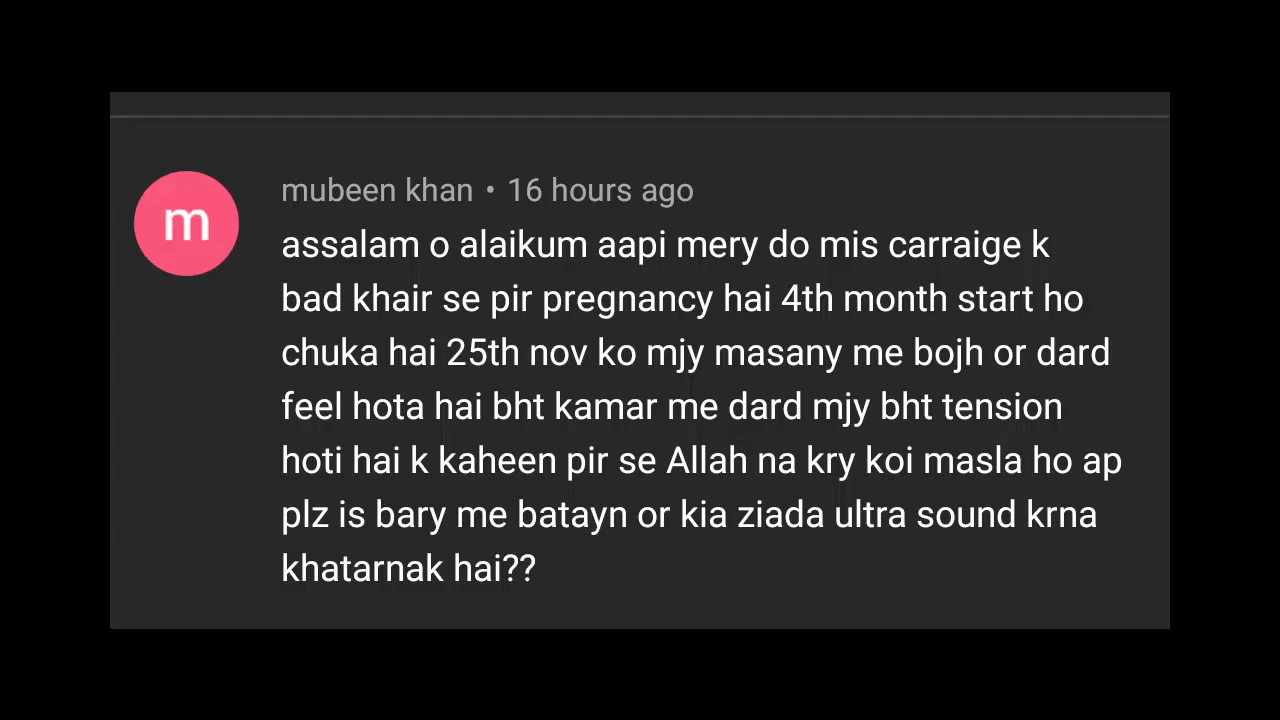 m
mubeen khan • 16 hours ago
assalam o alaikum aapi mery do mis carraige k
bad khair se pir pregnancy hai 4th month start ho
chuka hai 25th nov ko mjy masany me bojh or dard
feel hota hai bht kamar me dard mjy bht tension
hoti hai k kaheen pir se Allah na kry koi masla ho ap
plz is bary me batayn or kia ziada ultra sound krna
khatarnak hai??